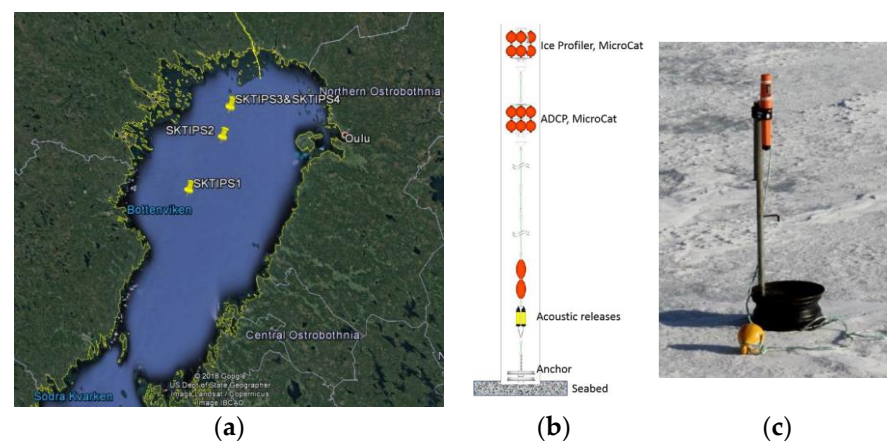 Northern Ostrobothnia
SKTIPS3&SKTIPS4
SKTIPS2
Oulu
SKTIPS1
Bottenviken
Central Ostrobothnia
© 2018 Google
US Dept of State Geographer
Image Landsat / Copernicus
Image IBCAO
Sodra Kvarken
Ice Profiler, MicroCat
ADCP, MicroCat
Acoustic releases
Anchor
Seabed
(a)
(b)
(c)